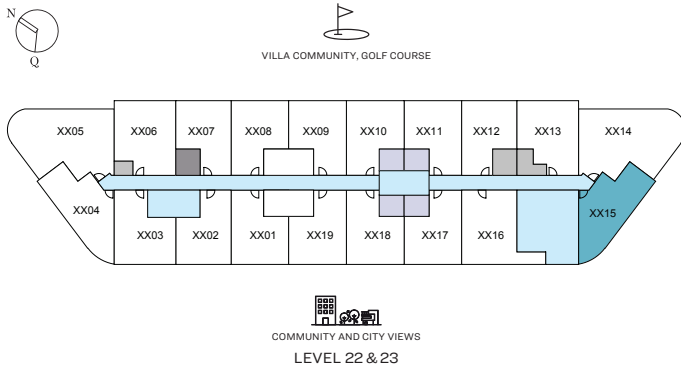 N
Q
VILLA COMMUNITY, GOLF COURSE
XX05 XX06 XX07 XX08 XX09 XX10 XX11 XX12 XX13 XX14
XX04 XX15
XX03 XX02 XX01 XX19 XX18 XX17 XX16
COMMUNITY AND CITY VIEWS
LEVEL 22 & 23